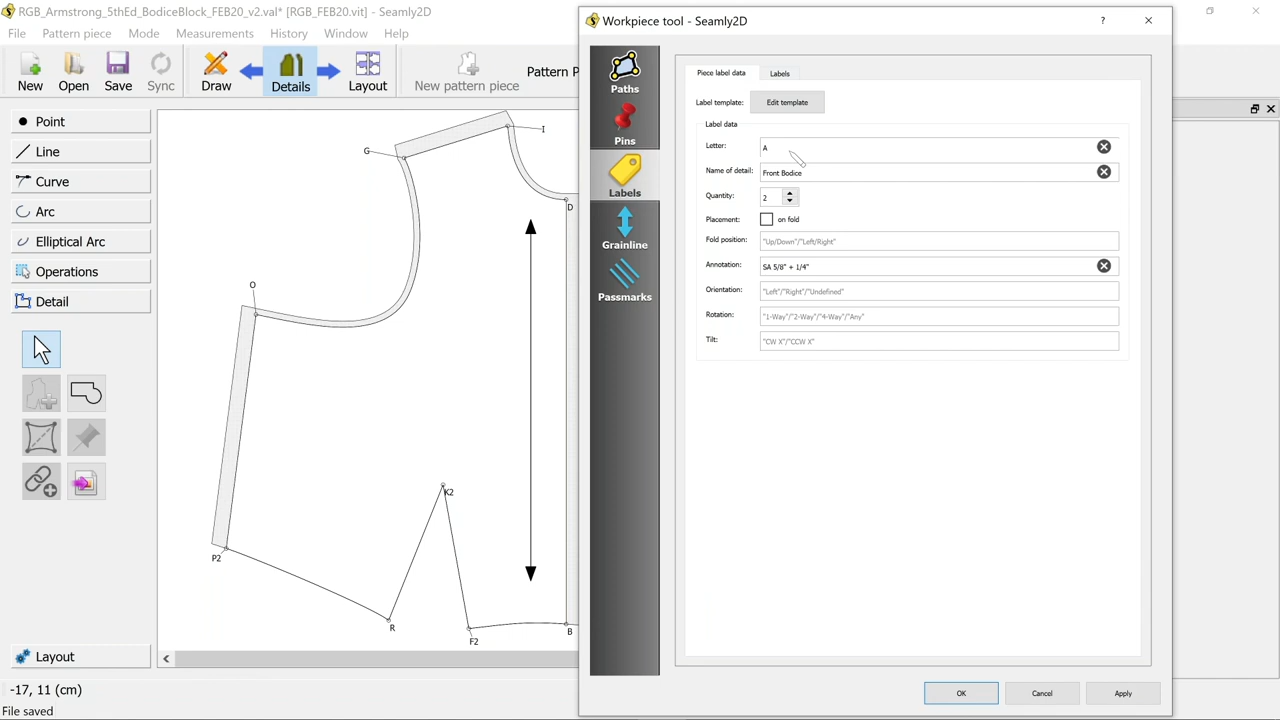 RGB_Armstrong_5thEd_BodiceBlock_FEB20_v2.val* [RGB_FEB20.vit] - Seamly2D
File Pattern piece Mode Measurements History Window Help
New Open Save Sync Draw Details Layout New pattern piece Pattern P
Point
Line
Curve
Arc
Elliptical Arc
Operations
Detail
Layout
-17, 11 (cm)
File saved
I
G
D
O
K2
P2
R
F2
B
Workpiece tool - Seamly2D
?
Paths
Pins
Labels
Grainline
Passmarks
Piece label data Labels
Label template: Edit template
Label data
Letter: A
Name of detail: Front Bodice
Quantity: 2
Placement: on fold
Fold position: "Up/Down"/"Left/Right"
Annotation: SA 5/8" + 1/4"
Orientation: "Left"/"Right"/"Undefined"
Rotation: "1-Way"/"2-Way"/"4-Way"/"Any"
Tilt: "CW X"/"CCW X"
OK Cancel Apply